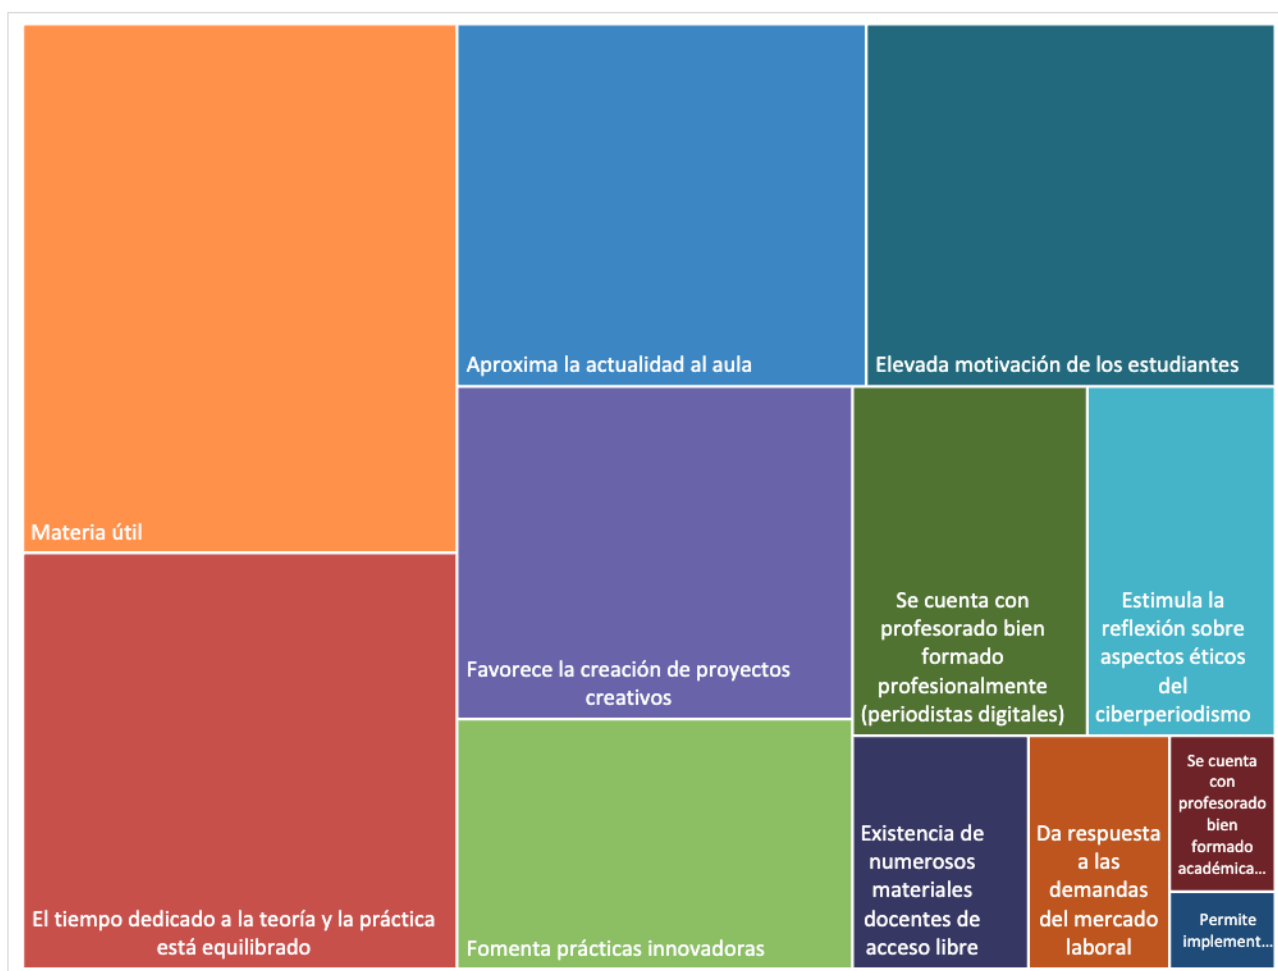 Materia útil
Aproxima la actualidad al aula
Elevada motivación de los estudiantes
El tiempo dedicado a la teoría y la práctica
está equilibrado
Favorece la creación de proyectos
creativos
Fomenta prácticas innovadoras
Se cuenta con
profesorado bien
formado
profesionalmente
(periodistas digitales)
Estimula la
reflexión sobre
aspectos éticos
del
ciberperiodismo
Existencia de
numerosos
materiales
docentes de
acceso libre
Da respuesta
a las
demandas
del mercado
laboral
Se cuenta
con
profesorado
bien
formado
académica...
Permite
implement...